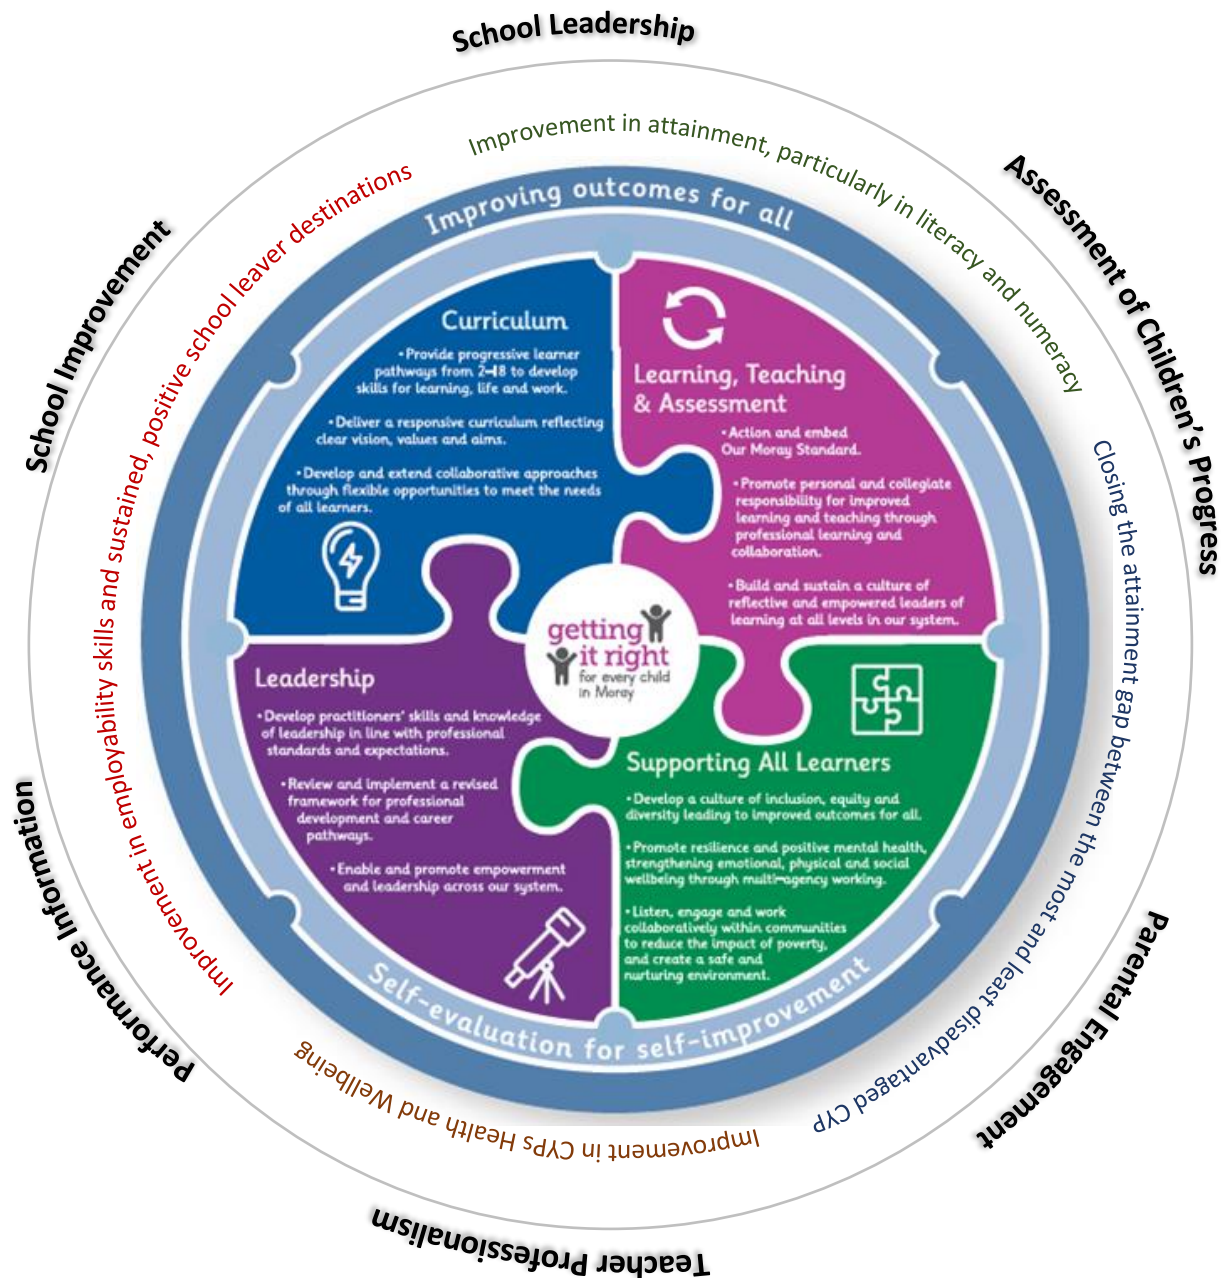 School Leadership
Assessment of Children's Progress
Parental Engagement
Teacher Professionalism
Performance Information
School Improvement
Improvement in attainment, particularly in literacy and numeracy
Closing the attainment gap between the most and least disadvantaged CYP
Improvement in CYPs Health and Wellbeing
Improvement in employability skills and sustained, positive school leaver destinations
Improving outcomes for all
Curriculum
• Provide progressive learner
pathways from 2-18 to develop
skills for learning, life and work.
• Deliver a responsive curriculum reflecting
clear vision, values and aims.
• Develop and extend collaborative approaches
through flexible opportunities to meet the needs
of all learners.
Learning, Teaching
& Assessment
• Action and embed
Our Moray Standard.
• Promote personal and collegiate
responsibility for improved
learning and teaching through
professional learning and
collaboration.
• Build and sustain a culture of
reflective and empowered leaders of
learning at all levels in our system.
getting
it right
for every child
in Moray
Leadership
• Develop practitioners' skills and knowledge
of leadership in line with professional
standards and expectations.
• Review and implement a revised
framework for professional
development and career
pathways.
• Enable and promote empowerment
and leadership across our system.
Supporting All Learners
• Develop a culture of inclusion, equity and
diversity leading to improved outcomes for all.
• Promote resilience and positive mental health,
strengthening emotional, physical and social
wellbeing through multi-agency working.
• Listen, engage and work
collaboratively within communities
to reduce the impact of poverty,
and create a safe and
nurturing environment.
Self-evaluation for self-improvement